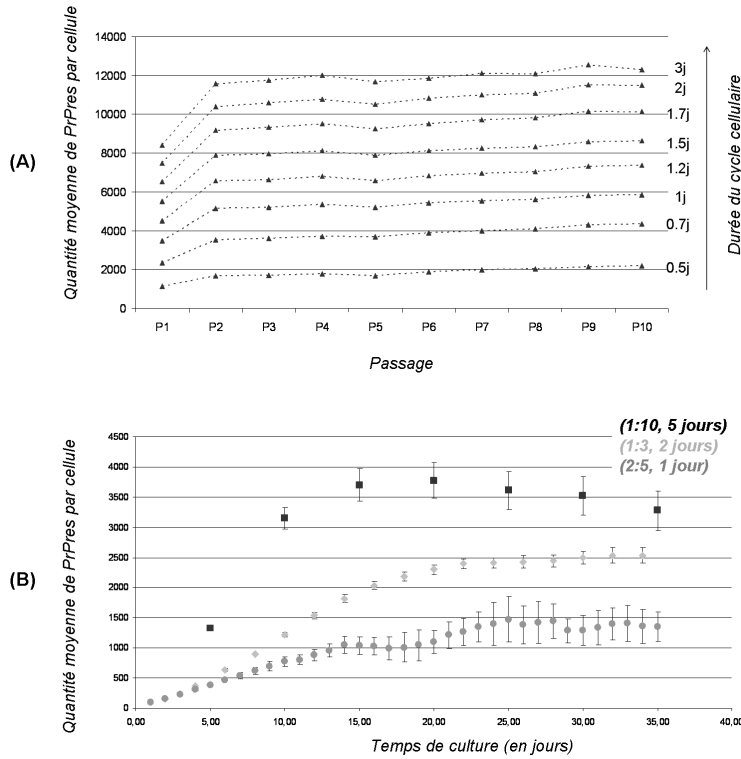 (A)
Quantité moyenne de PrPres par cellule
14000
12000
10000
8000
6000
4000
2000
0
P1 P2 P3 P4 P5 P6 P7 P8 P9 P10
Passage
3j
2j
1.7j
1.5j
1.2j
1j
0.7j
0.5j
Durée du cycle cellulaire
(B)
Quantité moyenne de PrPres par cellule
(1:10, 5 jours)
(1:3, 2 jours)
(2:5, 1 jour)
4500
4000
3500
3000
2500
2000
1500
1000
500
0
0,00 5,00 10,00 15,00 20,00 25,00 30,00 35,00 40,00
Temps de culture (en jours)